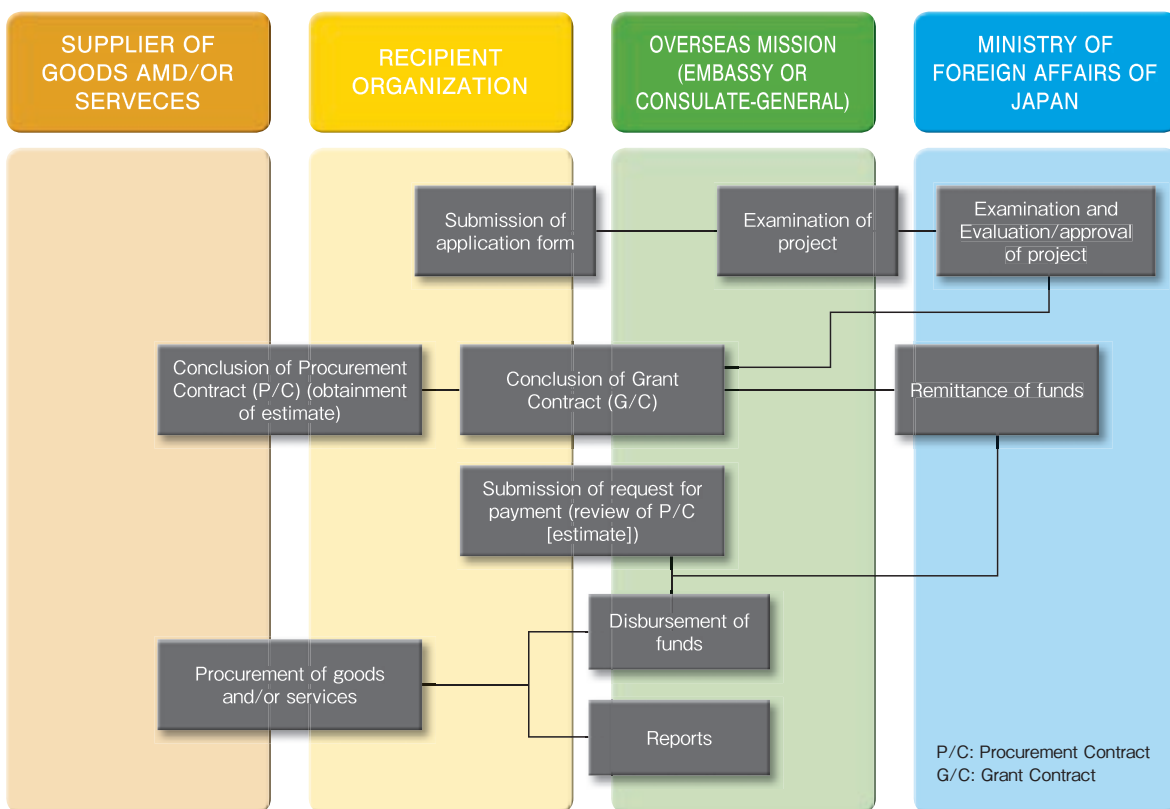 SUPPLIER OF
GOODS AMD/OR
SERVECES
RECIPIENT
ORGANIZATION
OVERSEAS MISSION
(EMBASSY OR
CONSULATE-GENERAL)
MINISTRY OF
FOREIGN AFFAIRS OF
JAPAN
Submission of
application form
Examination of
project
Examination and
Evaluation/approval
of project
Conclusion of Procurement
Contract (P/C) (obtainment
of estimate)
Conclusion of Grant
Contract (G/C)
Remittance of funds
Submission of request for
payment (review of P/C
[estimate])
Disbursement of
funds
Procurement of goods
and/or services
Reports
P/C: Procurement Contract
G/C: Grant Contract